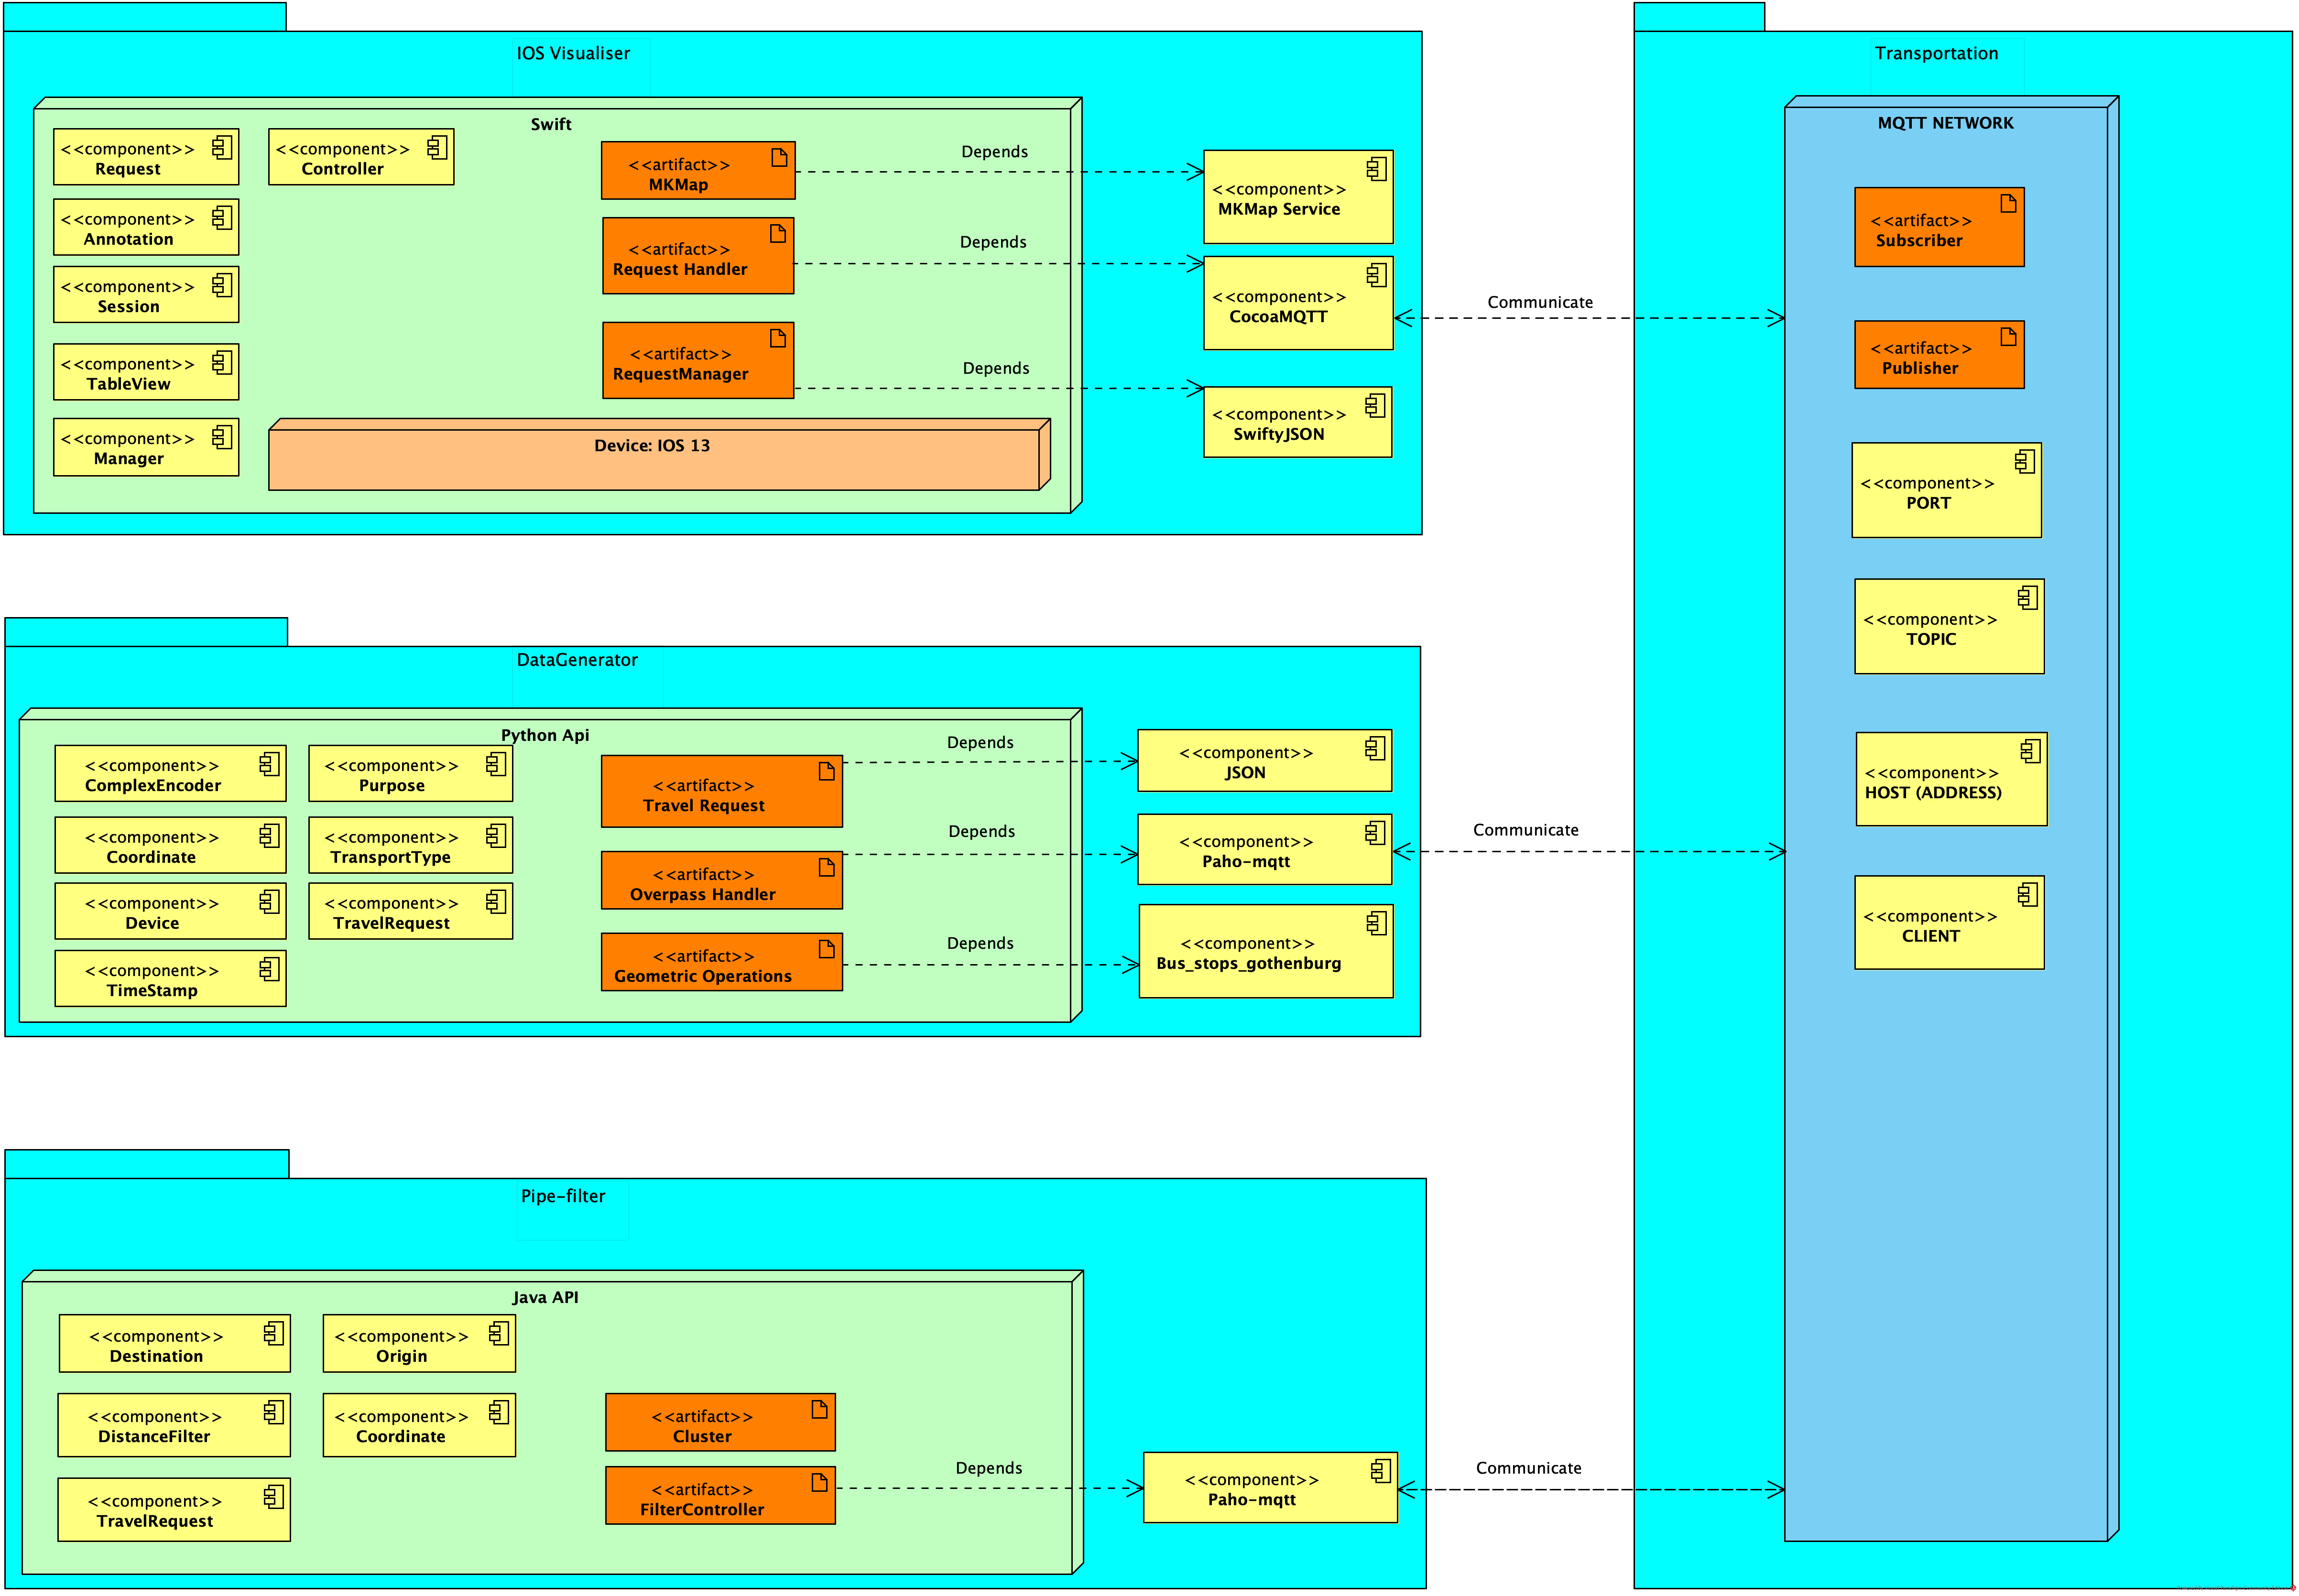 IOS Visualiser
Swift
<<component>>
Request
<<component>>
Controller
<<component>>
Annotation
<<component>>
Session
<<component>>
TableView
<<component>>
Manager
<<artifact>>
MKMap
<<artifact>>
Request Handler
<<artifact>>
RequestManager
Device: IOS 13
Depends
Depends
Depends
<<component>>
MKMap Service
<<component>>
CocoaMQTT
<<component>>
SwiftyJSON
Communicate
DataGenerator
Python Api
<<component>>
ComplexEncoder
<<component>>
Purpose
<<component>>
Coordinate
<<component>>
TransportType
<<component>>
Device
<<component>>
TravelRequest
<<component>>
TimeStamp
<<artifact>>
Travel Request
<<artifact>>
Overpass Handler
<<artifact>>
Geometric Operations
Depends
Depends
Depends
<<component>>
JSON
<<component>>
Paho-mqtt
<<component>>
Bus_stops_gothenburg
Communicate
Pipe-filter
Java API
<<component>>
Destination
<<component>>
Origin
<<component>>
DistanceFilter
<<component>>
Coordinate
<<component>>
TravelRequest
<<artifact>>
Cluster
<<artifact>>
FilterController
Depends
<<component>>
Paho-mqtt
Communicate
Transportation
MQTT NETWORK
<<artifact>>
Subscriber
<<artifact>>
Publisher
<<component>>
PORT
<<component>>
TOPIC
<<component>>
HOST (ADDRESS)
<<component>>
CLIENT